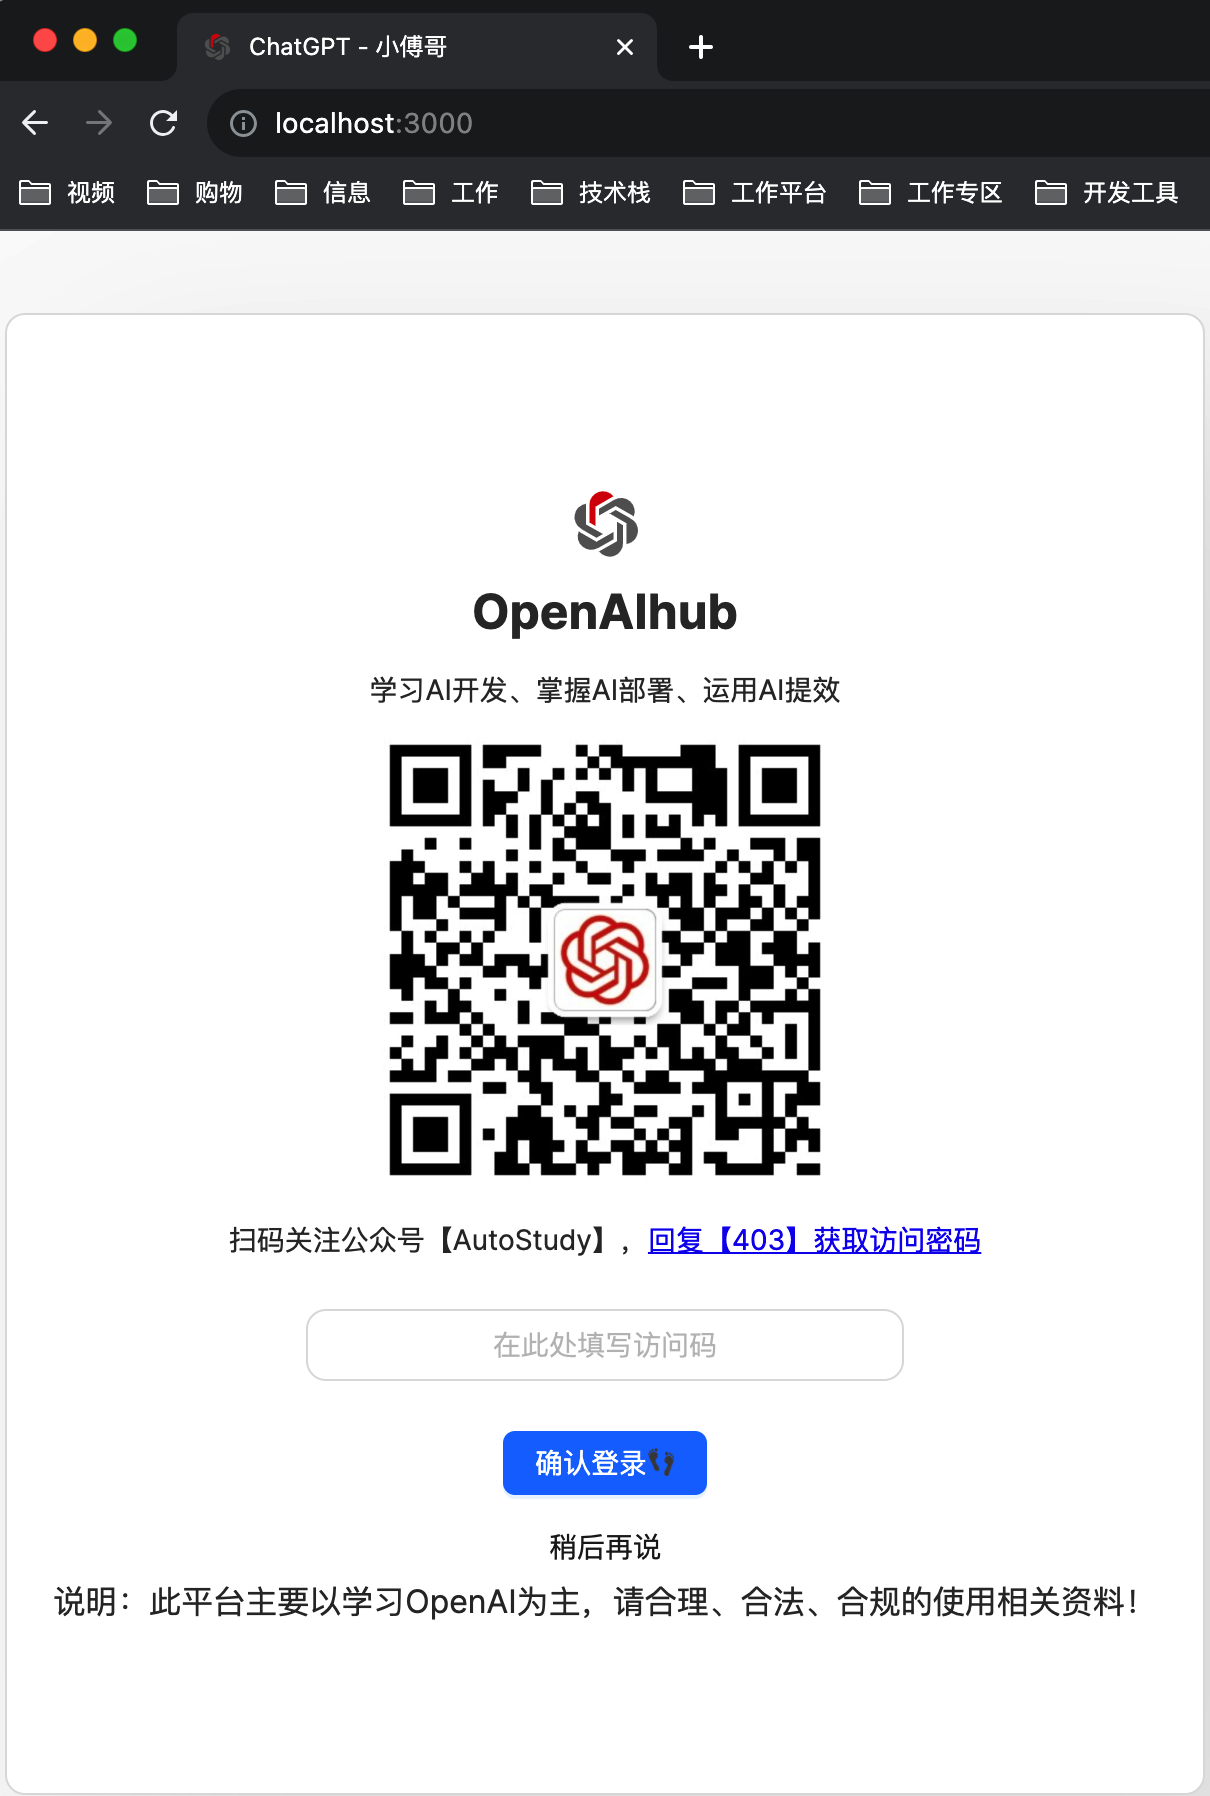 ChatGPT - 小傅哥
localhost:3000
视频 购物 信息 工作 技术栈 工作平台 工作专区 开发工具
OpenAIhub
学习AI开发、掌握AI部署、运用AI提效
扫码关注公众号【AutoStudy】，回复【403】获取访问密码
在此处填写访问码
确认登录👣
稍后再说
说明：此平台主要以学习OpenAI为主，请合理、合法、合规的使用相关资料！